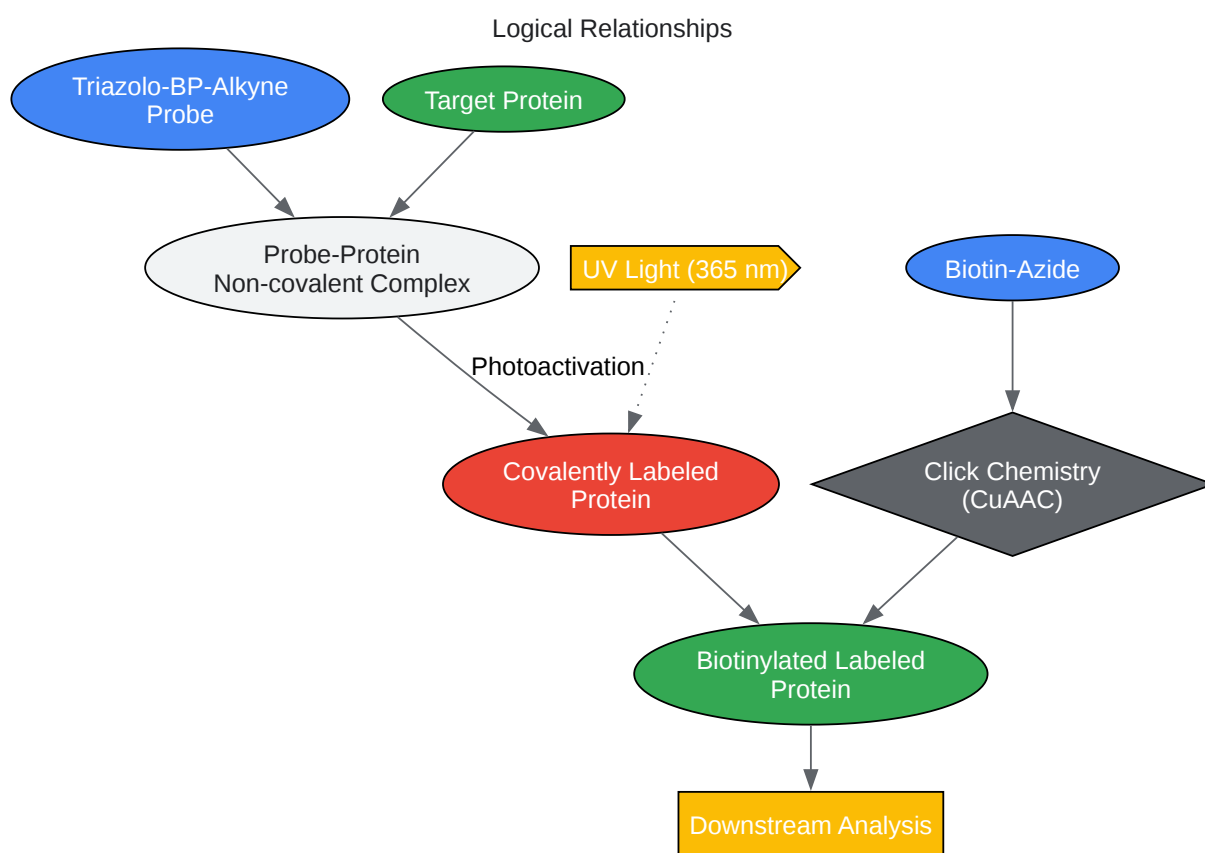 Logical Relationships
Triazolo-BP-Alkyne
Probe
Target Protein
Probe-Protein
Non-covalent Complex
UV Light (365 nm)
Biotin-Azide
Photoactivation
Covalently Labeled
Protein
Click Chemistry
(CuAAC)
Biotinylated Labeled
Protein
Downstream Analysis